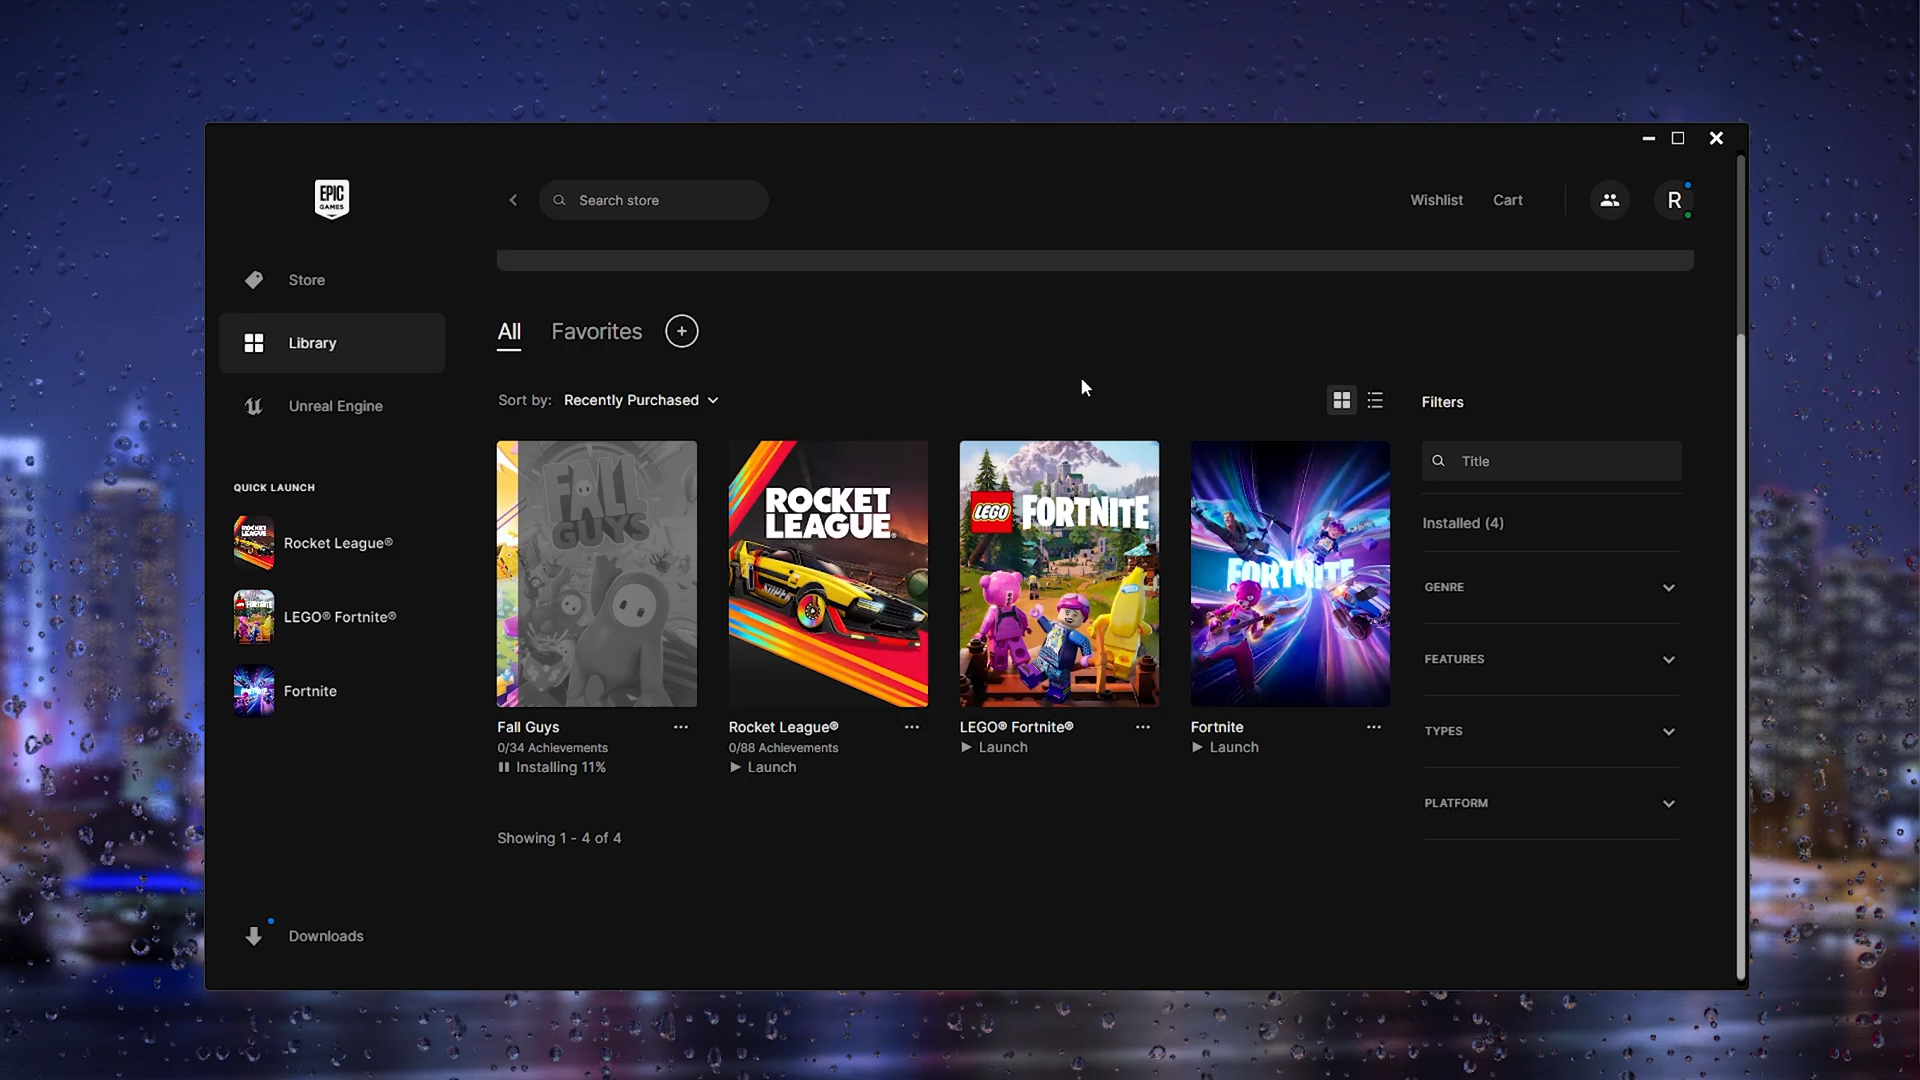 EPIC
GAMES
Search store
Wishlist
Cart
R
Store
Library
Unreal Engine
QUICK LAUNCH
ROCKET
LEAGUE
Rocket League®
LEGO® Fortnite®
Fortnite
Downloads
All
Favorites
Sort by: Recently Purchased
FALL
GUYS
Fall Guys
0/34 Achievements
Installing 11%
ROCKET
LEAGUE
Rocket League®
0/88 Achievements
Launch
LEGO FORTNITE
LEGO® Fortnite®
Launch
FORTNITE
Fortnite
Launch
Showing 1 - 4 of 4
Filters
Title
Installed (4)
GENRE
FEATURES
TYPES
PLATFORM